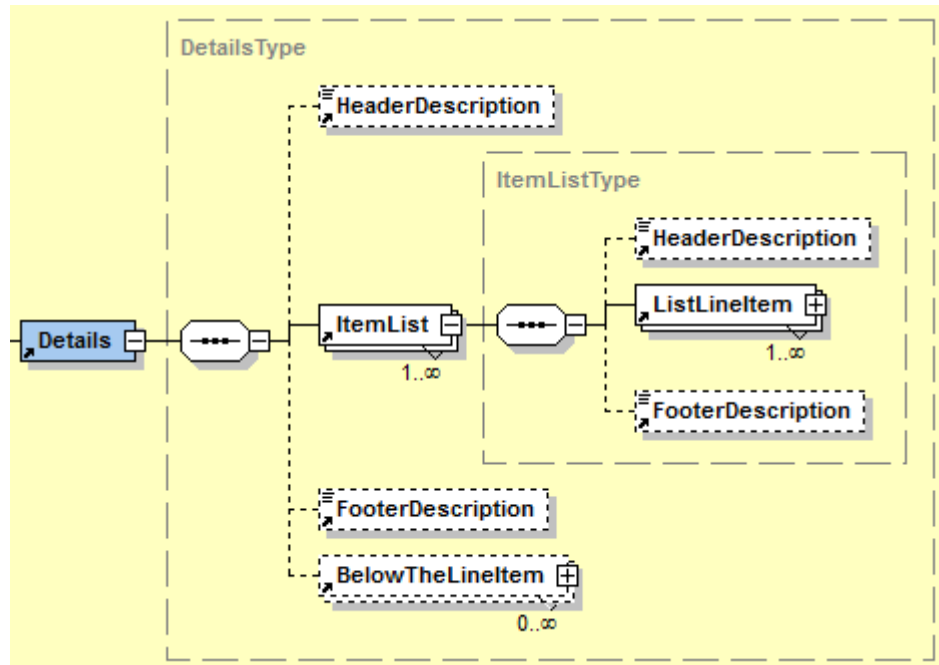 DetailsType
HeaderDescription
ItemListType
HeaderDescription
Details
ItemList
1..∞
ListLineItem
1..∞
FooterDescription
FooterDescription
BelowTheLineItem
0..∞